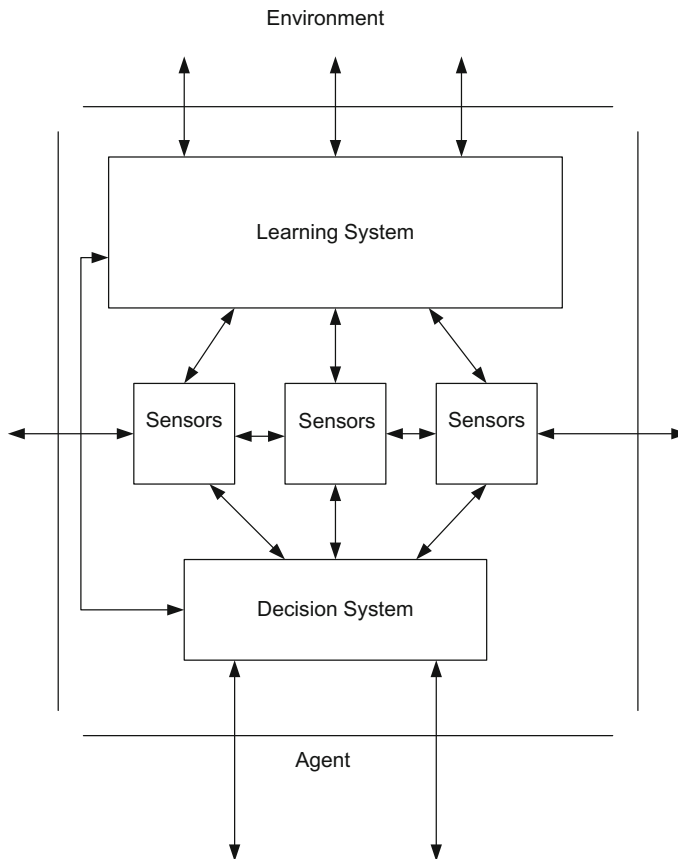 Environment
Learning System
Sensors
Sensors
Sensors
Decision System
Agent